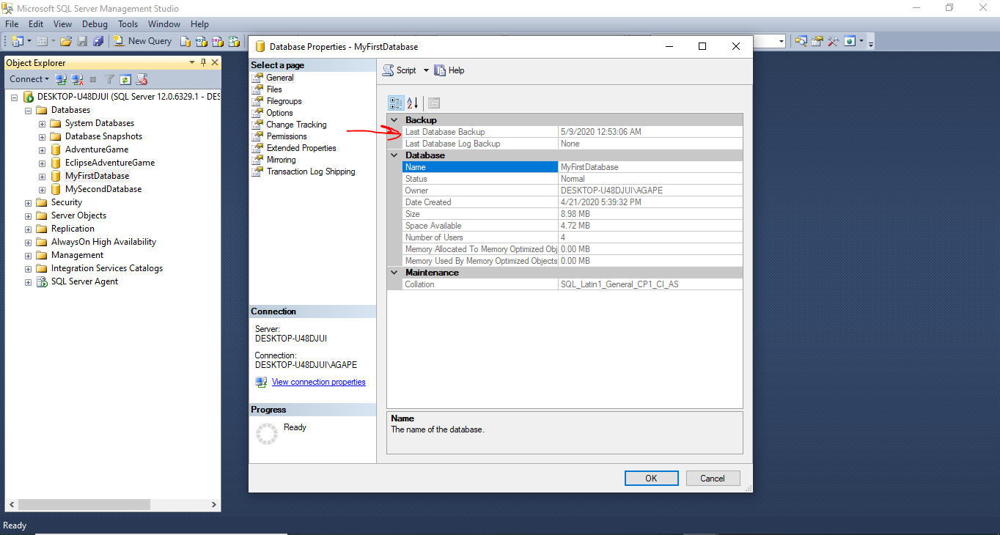 Microsoft SQL Server Management Studio
File Edit View Debug Tools Window Help
New Query
Object Explorer
Connect
DESKTOP-U48DJUI (SQL Server 12.0.6329.1 - DES
Databases
System Databases
Database Snapshots
AdventureGame
EclipseAdventureGame
MyFirstDatabase
MySecondDatabase
Security
Server Objects
Replication
AlwaysOn High Availability
Management
Integration Services Catalogs
SQL Server Agent
Database Properties - MyFirstDatabase
Select a page
General
Files
Filegroups
Options
Change Tracking
Permissions
Extended Properties
Mirroring
Transaction Log Shipping
Connection
Server:
DESKTOP-U48DJUI
Connection:
DESKTOP-U48DJUI\AGAPE
View connection properties
Progress
Ready
Script Help
Backup
Last Database Backup 5/9/2020 12:53:06 AM
Last Database Log Backup None
Database
Name MyFirstDatabase
Status Normal
Owner DESKTOP-U48DJUI\AGAPE
Date Created 4/21/2020 5:39:32 PM
Size 8.98 MB
Space Available 4.72 MB
Number of Users 4
Memory Allocated To Memory Optimized Obj 0.00 MB
Memory Used By Memory Optimized Objects 0.00 MB
Maintenance
Collation SQL_Latin1_General_CP1_CI_AS
Name
The name of the database.
OK Cancel
Ready